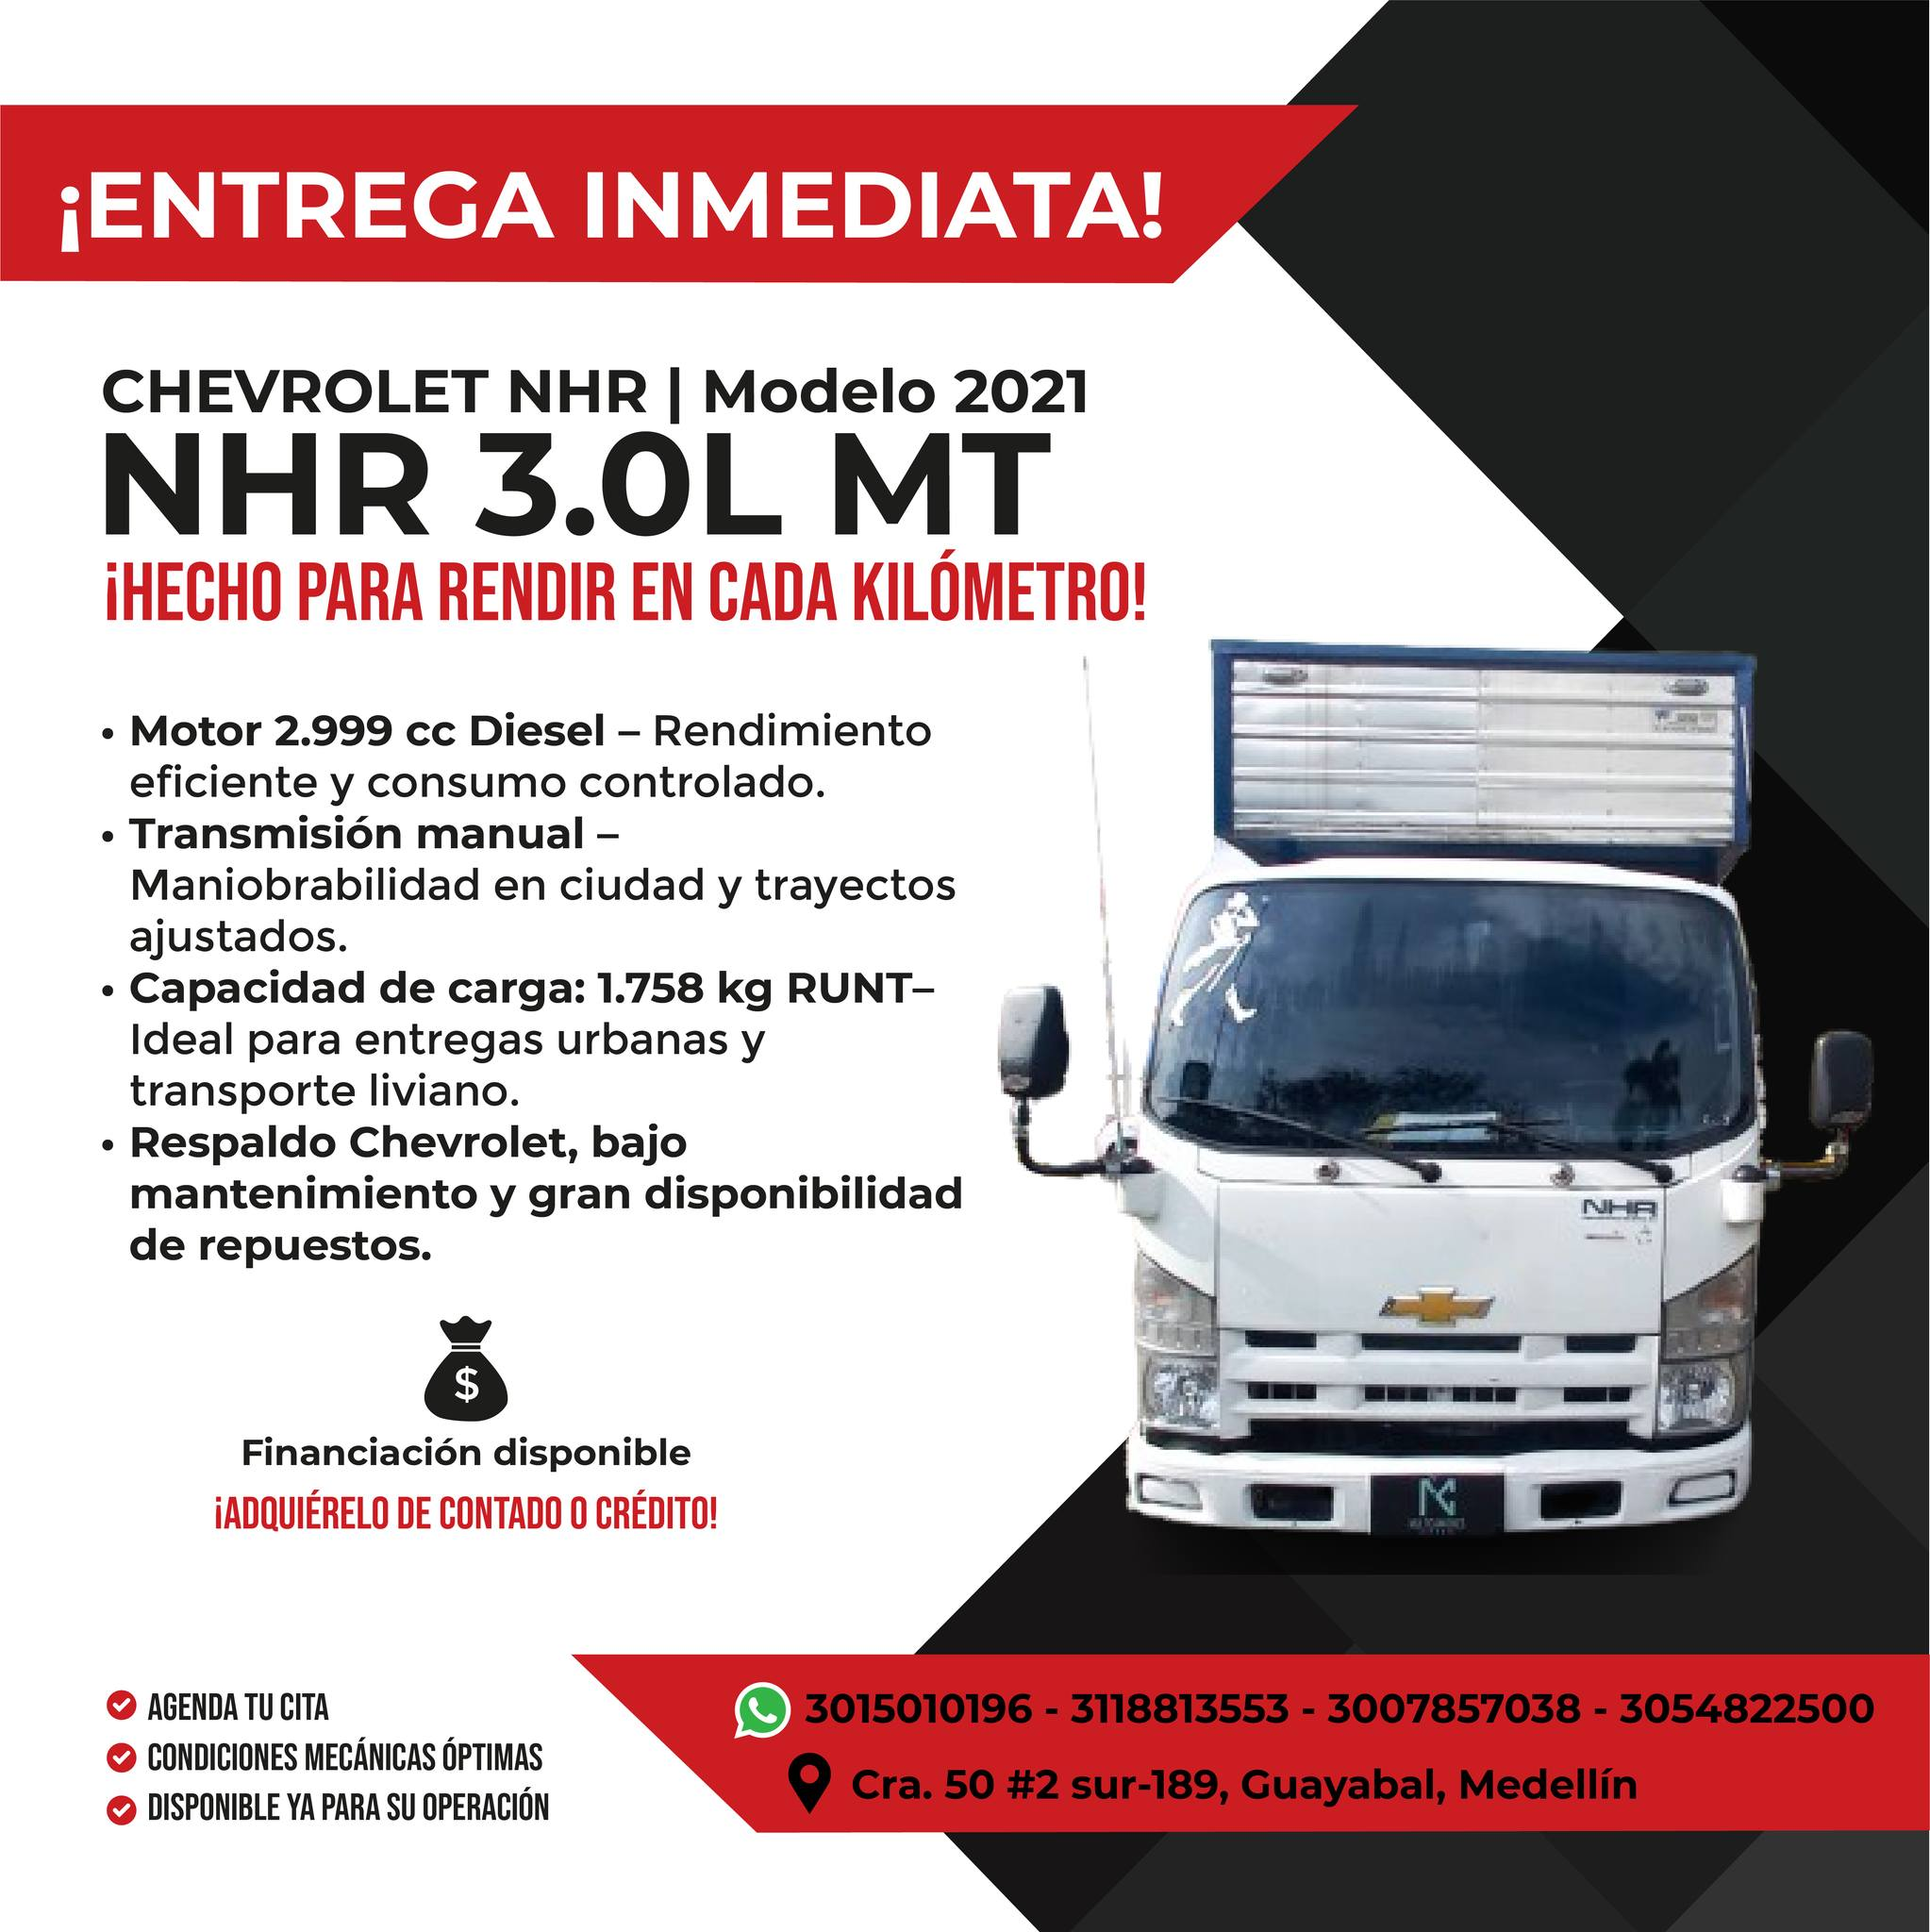 ¡ENTREGA INMEDIATA!
CHEVROLET NHR | Modelo 2021
NHR 3.0L MT
¡HECHO PARA RENDIR EN CADA KILÓMETRO!
• Motor 2.999 cc Diesel – Rendimiento
eficiente y consumo controlado.
• Transmisión manual –
Maniobrabilidad en ciudad y trayectos
ajustados.
• Capacidad de carga: 1.758 kg RUNT–
Ideal para entregas urbanas y
transporte liviano.
• Respaldo Chevrolet, bajo
mantenimiento y gran disponibilidad
de repuestos.
NHR
$
Financiación disponible
¡ADQUIÉRELO DE CONTADO O CRÉDITO!
AGENDA TU CITA
CONDICIONES MECÁNICAS ÓPTIMAS
DISPONIBLE YA PARA SU OPERACIÓN
3015010196 - 3118813553 - 3007857038 - 3054822500
Cra. 50 #2 sur-189, Guayabal, Medellín